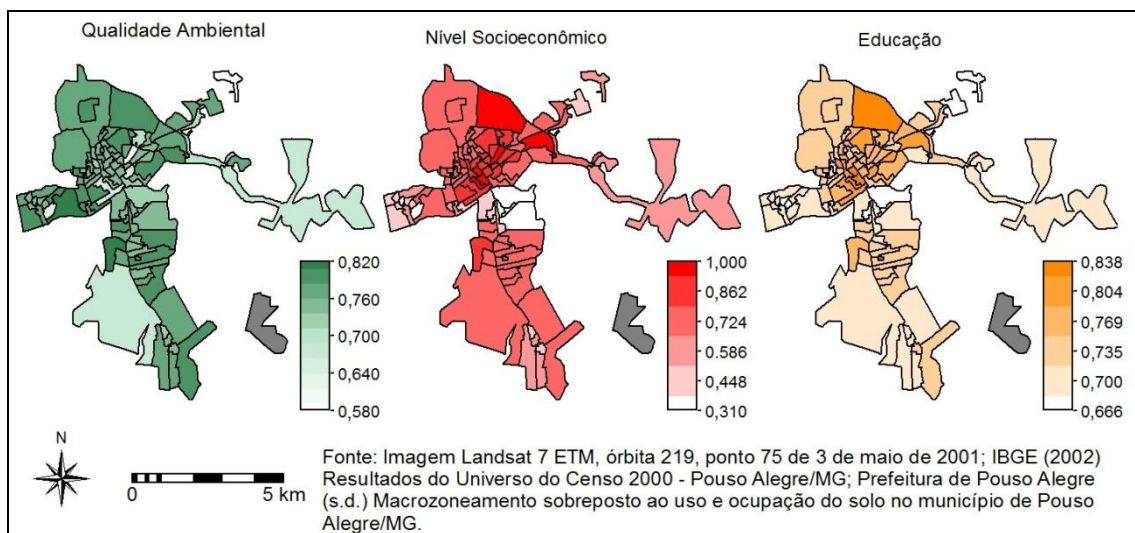 Qualidade Ambiental
Nível Socioeconômico
Educação
0,820
0,760
0,700
0,640
0,580
1,000
0,862
0,724
0,586
0,448
0,310
0,838
0,804
0,769
0,735
0,700
0,666
N
0 5 km
Fonte: Imagem Landsat 7 ETM, órbita 219, ponto 75 de 3 de maio de 2001; IBGE (2002)
Resultados do Universo do Censo 2000 - Pouso Alegre/MG; Prefeitura de Pouso Alegre
(s.d.) Macrozoneamento sobreposto ao uso e ocupação do solo no município de Pouso
Alegre/MG.